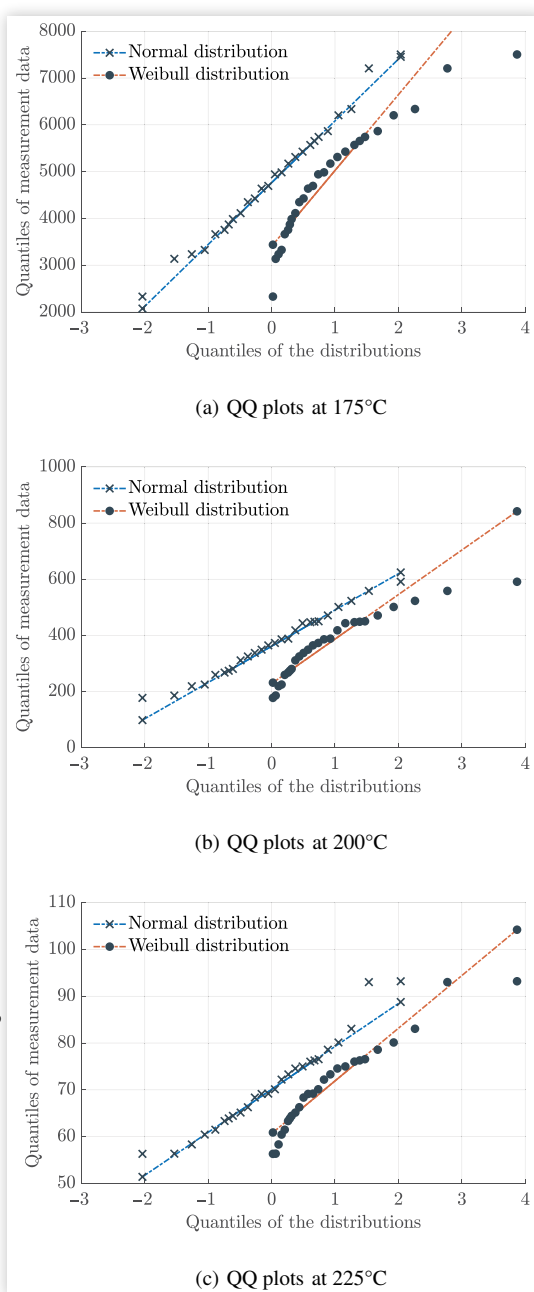 8000
7000
6000
5000
4000
3000
2000
Quantiles of measurement data
Normal distribution
Weibull distribution
−3 −2 −1 0 1 2 3 4
Quantiles of the distributions
(a) QQ plots at 175°C
1000
800
600
400
200
0
Quantiles of measurement data
Normal distribution
Weibull distribution
−3 −2 −1 0 1 2 3 4
Quantiles of the distributions
(b) QQ plots at 200°C
110
100
90
80
70
60
50
Quantiles of measurement data
Normal distribution
Weibull distribution
−3 −2 −1 0 1 2 3 4
Quantiles of the distributions
(c) QQ plots at 225°C